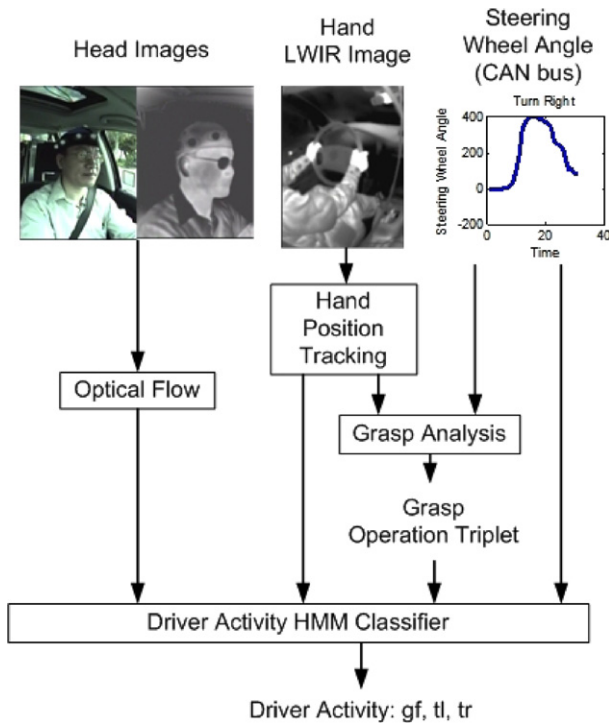 Head Images
Hand
LWIR Image
Steering
Wheel Angle
(CAN bus)
Turn Right
Steering Wheel Angle
400
200
0
-200
0
20
40
Time
Hand
Position
Tracking
Optical Flow
Grasp Analysis
Grasp
Operation Triplet
Driver Activity HMM Classifier
Driver Activity: gf, tl, tr